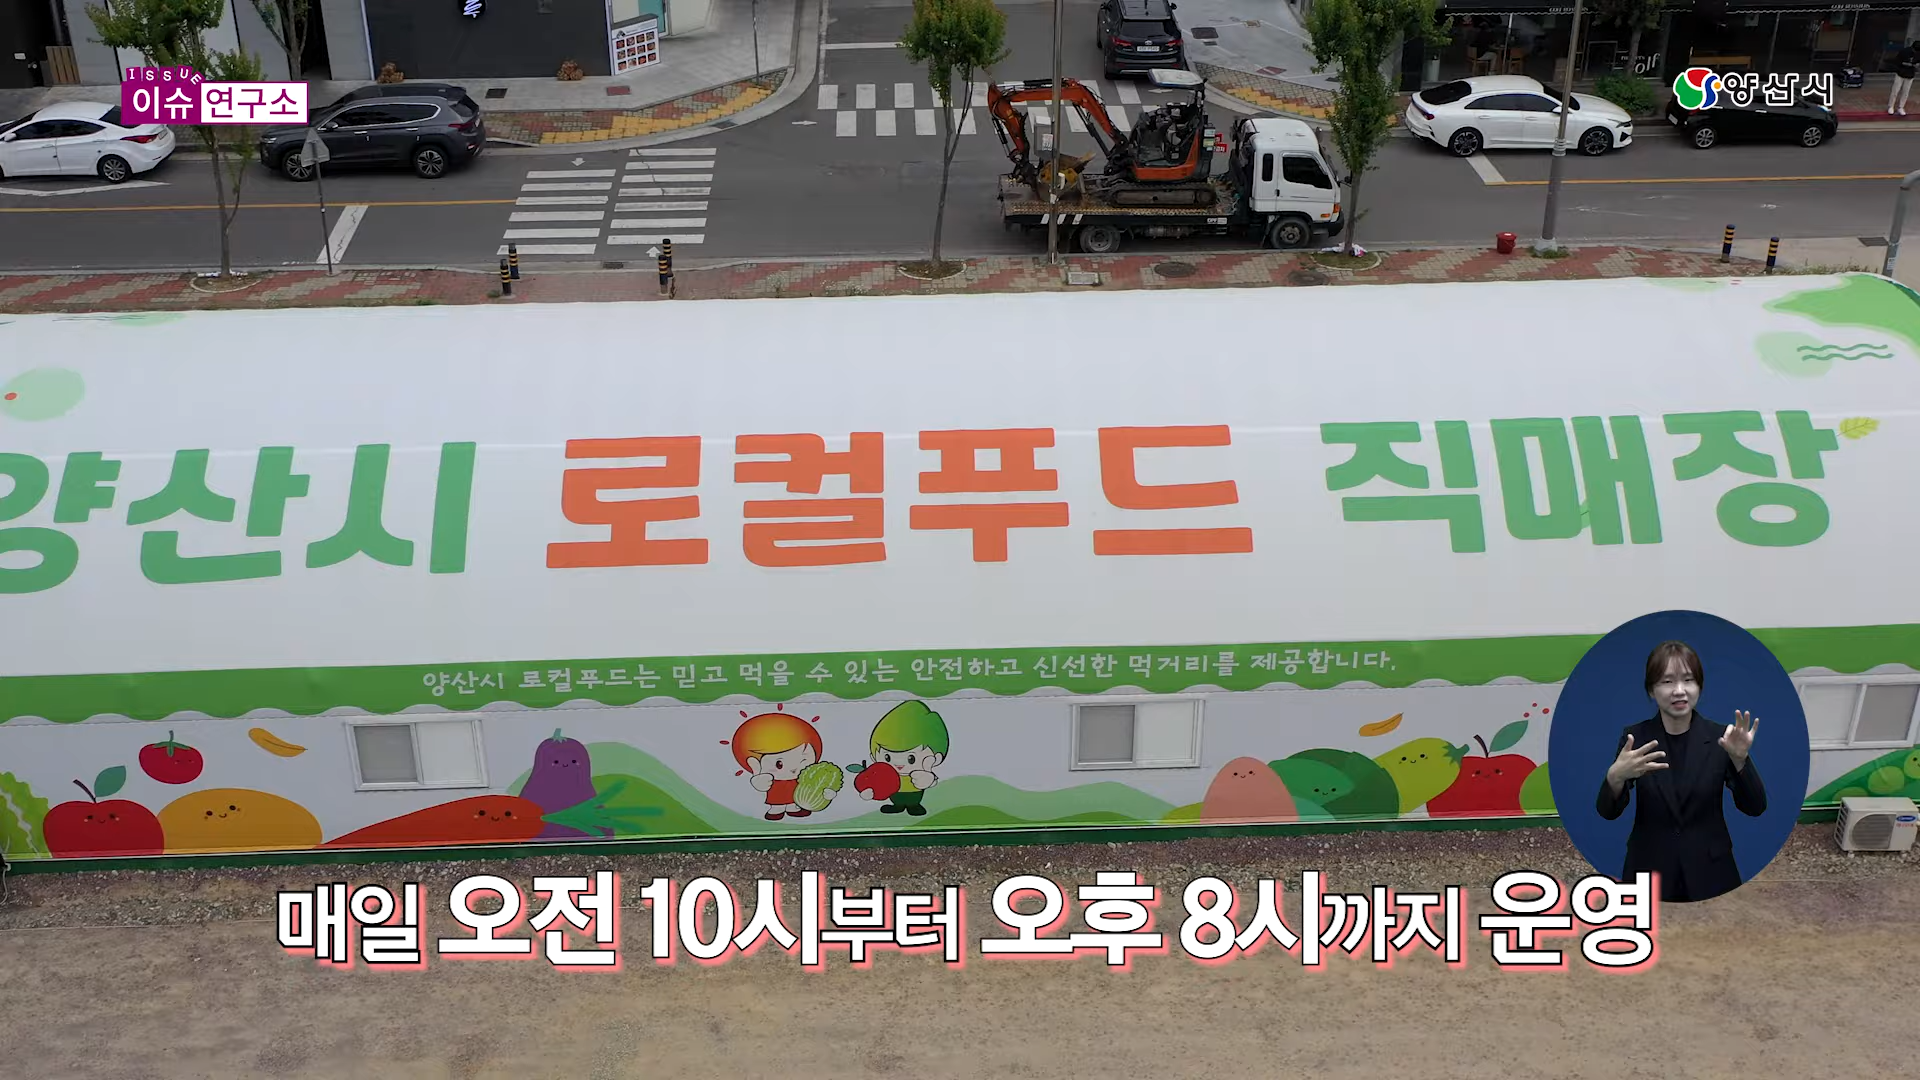 ISSUE
이슈 연구소
양산시
양산시 로컬푸드 직매장
양산시 로컬푸드는 믿고 먹을 수 있는 안전하고 신선한 먹거리를 제공합니다.
매일 오전 10시부터 오후 8시까지 운영